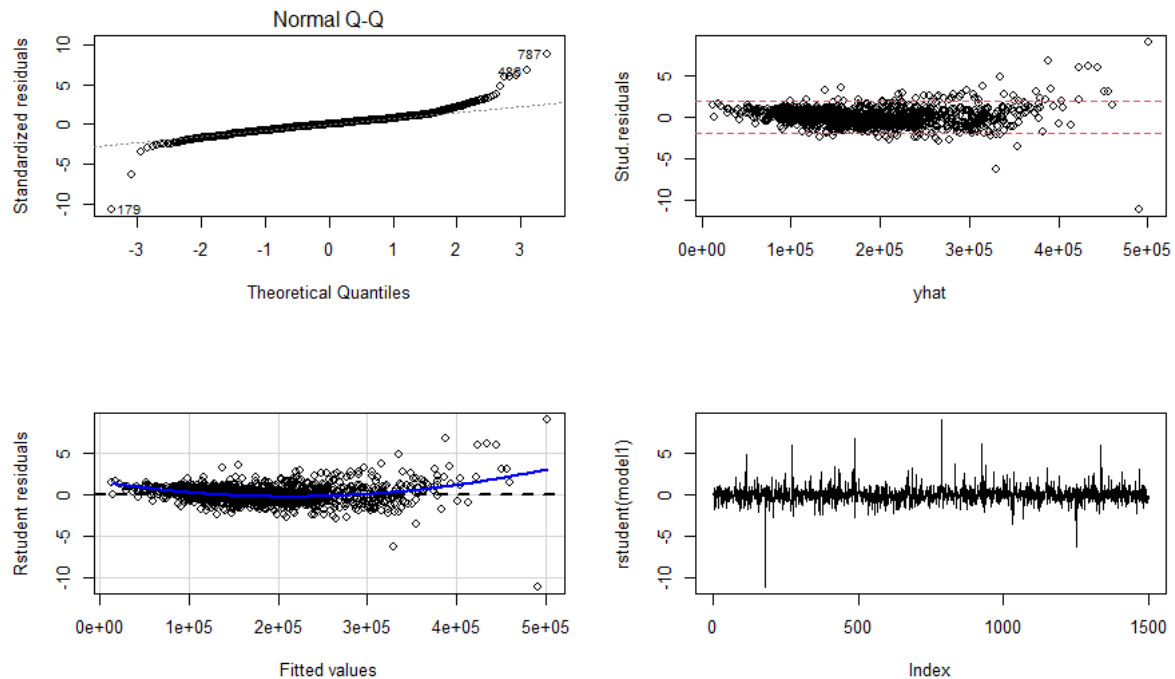 Normal Q-Q
Standardized residuals
10
5
0
-5
-10
787
486
179
-3
-2
-1
0
1
2
3
Theoretical Quantiles
Stud.residuals
5
0
-5
-10
0e+00
1e+05
2e+05
3e+05
4e+05
5e+05
yhat
Rstudent residuals
5
0
-5
-10
0e+00
1e+05
2e+05
3e+05
4e+05
5e+05
Fitted values
rstudent(model1)
5
0
-5
-10
0
500
1000
1500
Index